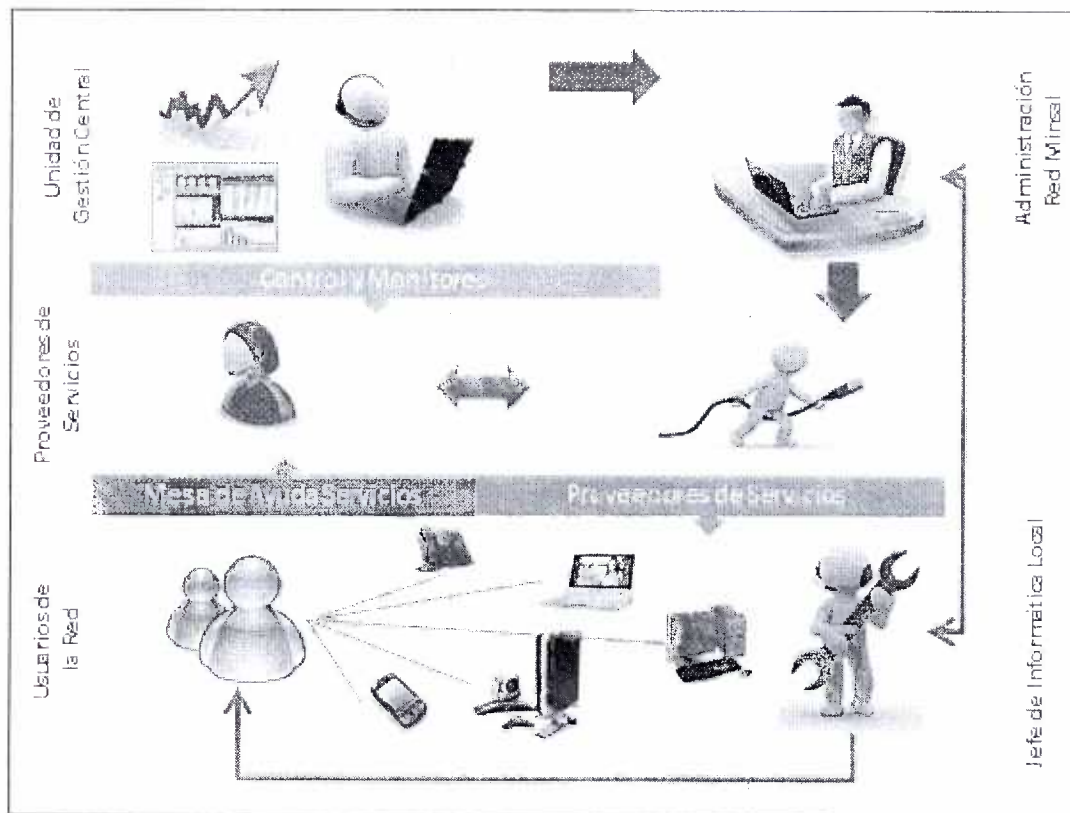 Unidad de
Gestión Central
Administración
Red Minsal
Control y Monitores
Proveedores de
Servicios
Mesa de Ayuda Servicios
Proveedores de Servicios
Usuarios de
la Red
Jefe de Informática Local